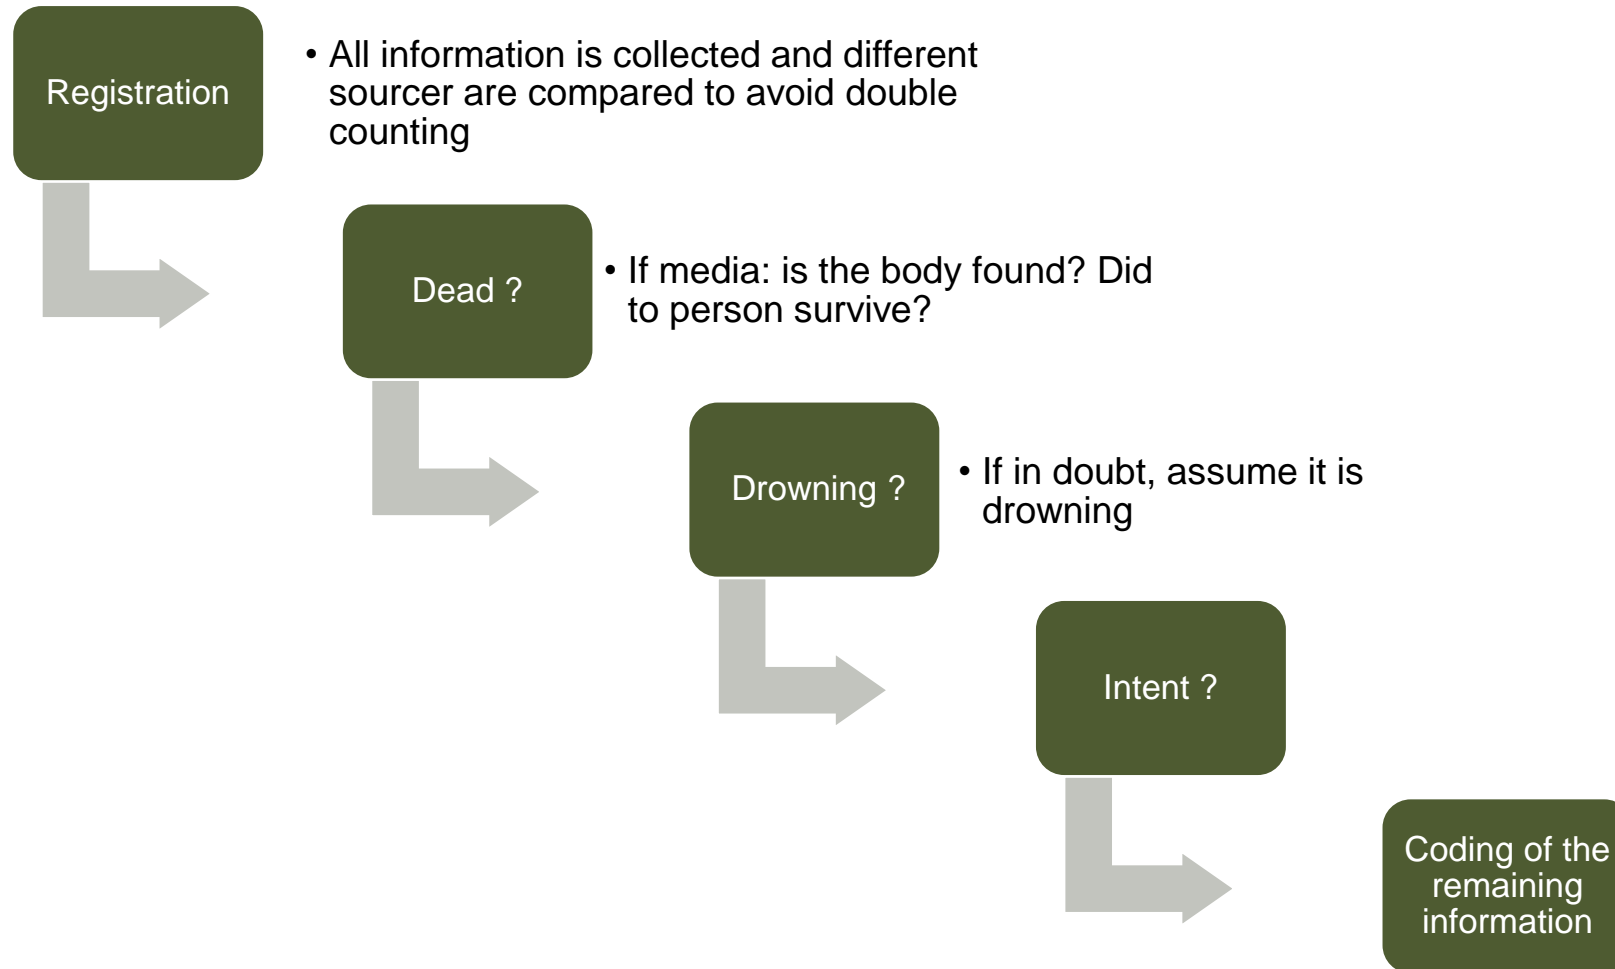 Registration
• All information is collected and different
sourcer are compared to avoid double
counting
Dead ?
• If media: is the body found? Did
to person survive?
Drowning ?
• If in doubt, assume it is
drowning
Intent ?
Coding of the
remaining
information